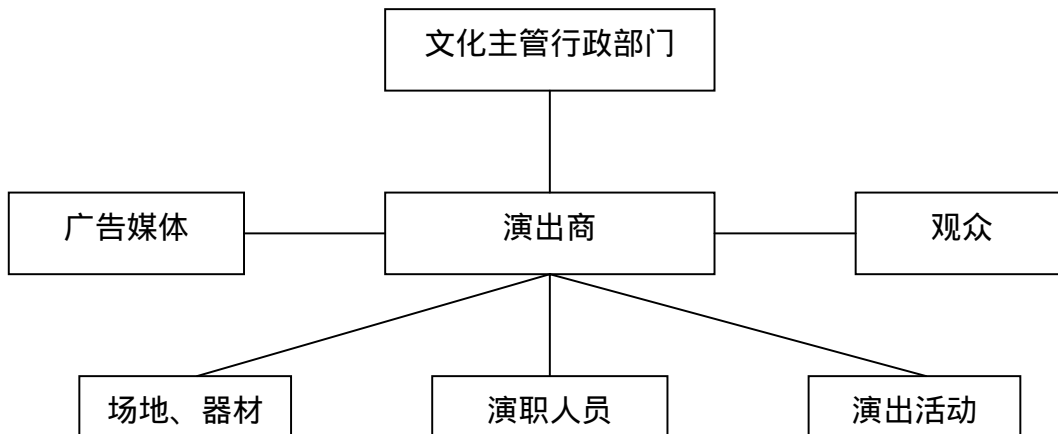 文化主管行政部门
广告媒体
演出商
观众
场地、器材
演职人员
演出活动